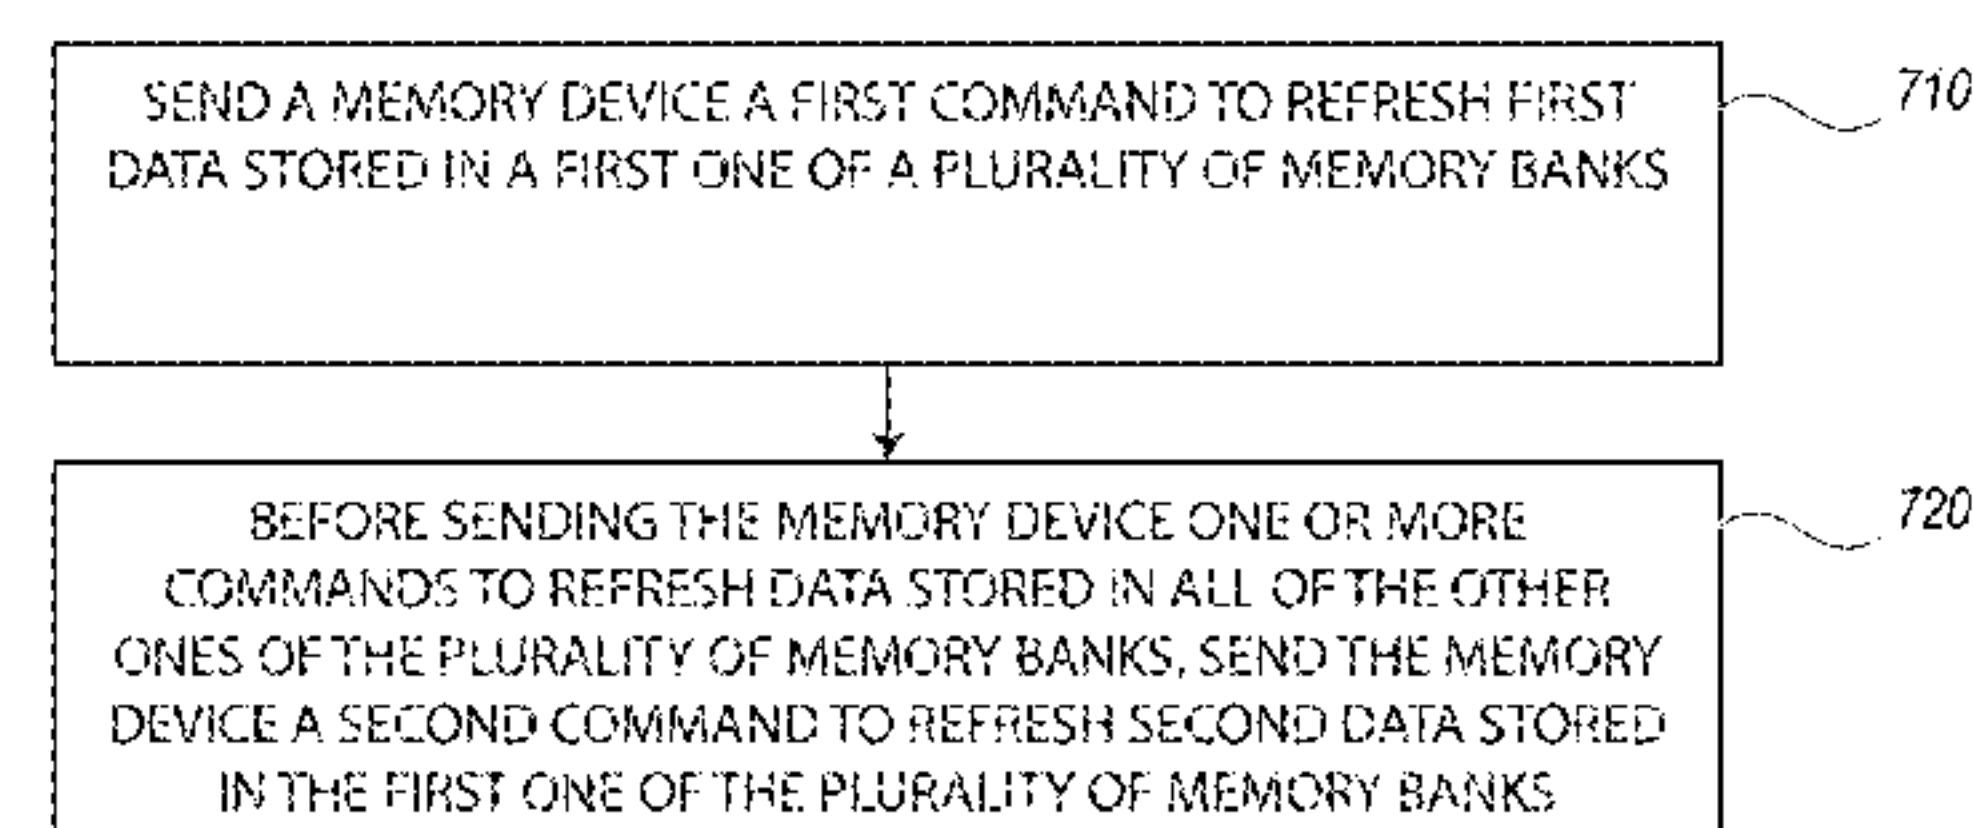 SEND A MEMORY DEVICE A FIRST COMMAND TO REFRESH FIRST
DATA STORED IN A FIRST ONE OF A PLURALITY OF MEMORY BANKS
710
BEFORE SENDING THE MEMORY DEVICE ONE OR MORE
COMMANDS TO REFRESH DATA STORED IN ALL OF THE OTHER
ONES OF THE PLURALITY OF MEMORY BANKS, SEND THE MEMORY
DEVICE A SECOND COMMAND TO REFRESH SECOND DATA STORED
IN THE FIRST ONE OF THE PLURALITY OF MEMORY BANKS
720